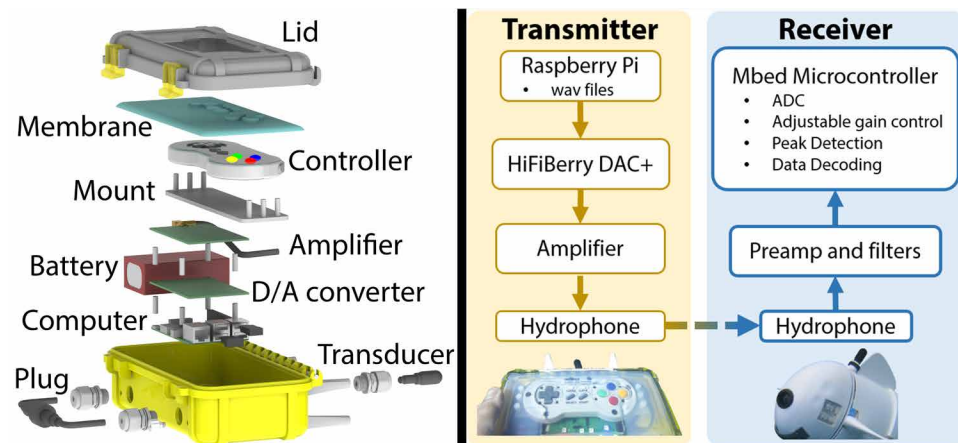 Lid
Membrane
Controller
Mount
Amplifier
Battery
D/A converter
Computer
Transducer
Plug
Transmitter
Raspberry Pi
• wav files
HiFiBerry DAC+
Amplifier
Hydrophone
Receiver
Mbed Microcontroller
• ADC
• Adjustable gain control
• Peak Detection
• Data Decoding
Preamp and filters
Hydrophone